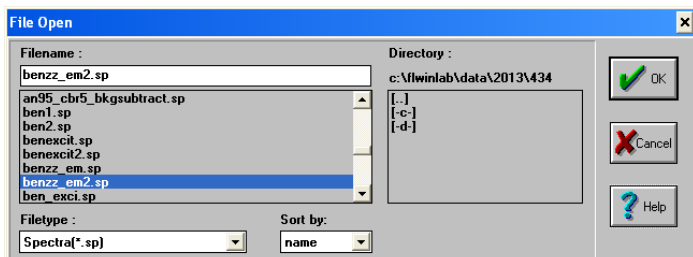 File Open
Filename :
benzz_em2.sp
an95_cbr5_bkgsubtract.sp
ben1.sp
ben2.sp
benexcit.sp
benexcit2.sp
benzz_em.sp
benzz_em2.sp
ben_exci.sp
Filetype :
Spectra(*.sp)
Sort by:
name
Directory :
c:\flwinlab\data\2013\434
[..]
[-c-]
[-d-]
OK
Cancel
Help